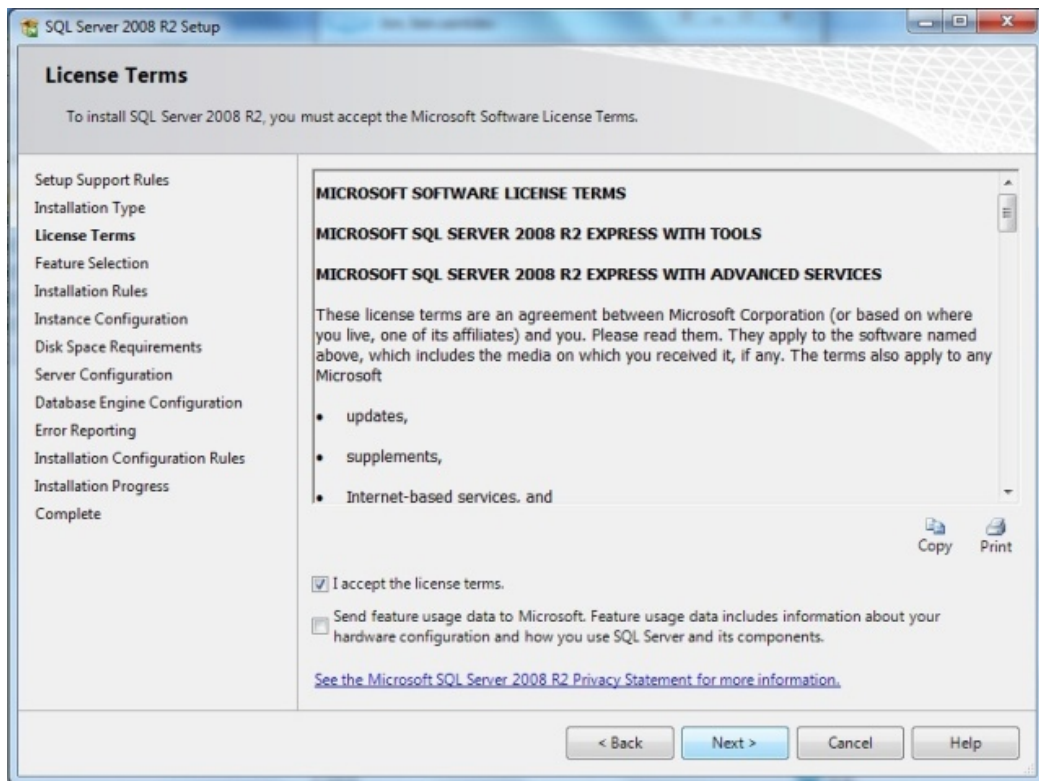 SQL Server 2008 R2 Setup
License Terms
To install SQL Server 2008 R2, you must accept the Microsoft Software License Terms.
Setup Support Rules
Installation Type
License Terms
Feature Selection
Installation Rules
Instance Configuration
Disk Space Requirements
Server Configuration
Database Engine Configuration
Error Reporting
Installation Configuration Rules
Installation Progress
Complete
MICROSOFT SOFTWARE LICENSE TERMS
MICROSOFT SQL SERVER 2008 R2 EXPRESS WITH TOOLS
MICROSOFT SQL SERVER 2008 R2 EXPRESS WITH ADVANCED SERVICES
These license terms are an agreement between Microsoft Corporation (or based on where
you live, one of its affiliates) and you. Please read them. They apply to the software named
above, which includes the media on which you received it, if any. The terms also apply to any
Microsoft
• updates,
• supplements,
• Internet-based services, and
Copy Print
I accept the license terms.
Send feature usage data to Microsoft. Feature usage data includes information about your
hardware configuration and how you use SQL Server and its components.
See the Microsoft SQL Server 2008 R2 Privacy Statement for more information.
< Back Next > Cancel Help